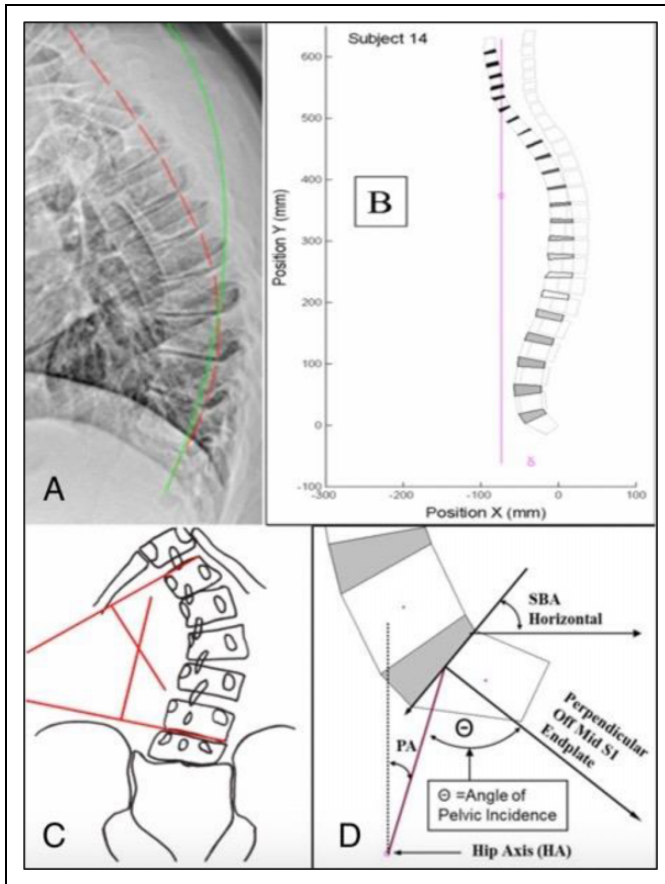 A
Subject 14
B
Position Y (mm)
600
500
400
300
200
100
0
-100
-300
-200
-100
0
100
Position X (mm)
C
D
SBA
Horizontal
Perpendicular
Off Mid S1
Endplate
Θ
PA
Θ =Angle of
Pelvic Incidence
Hip Axis (HA)